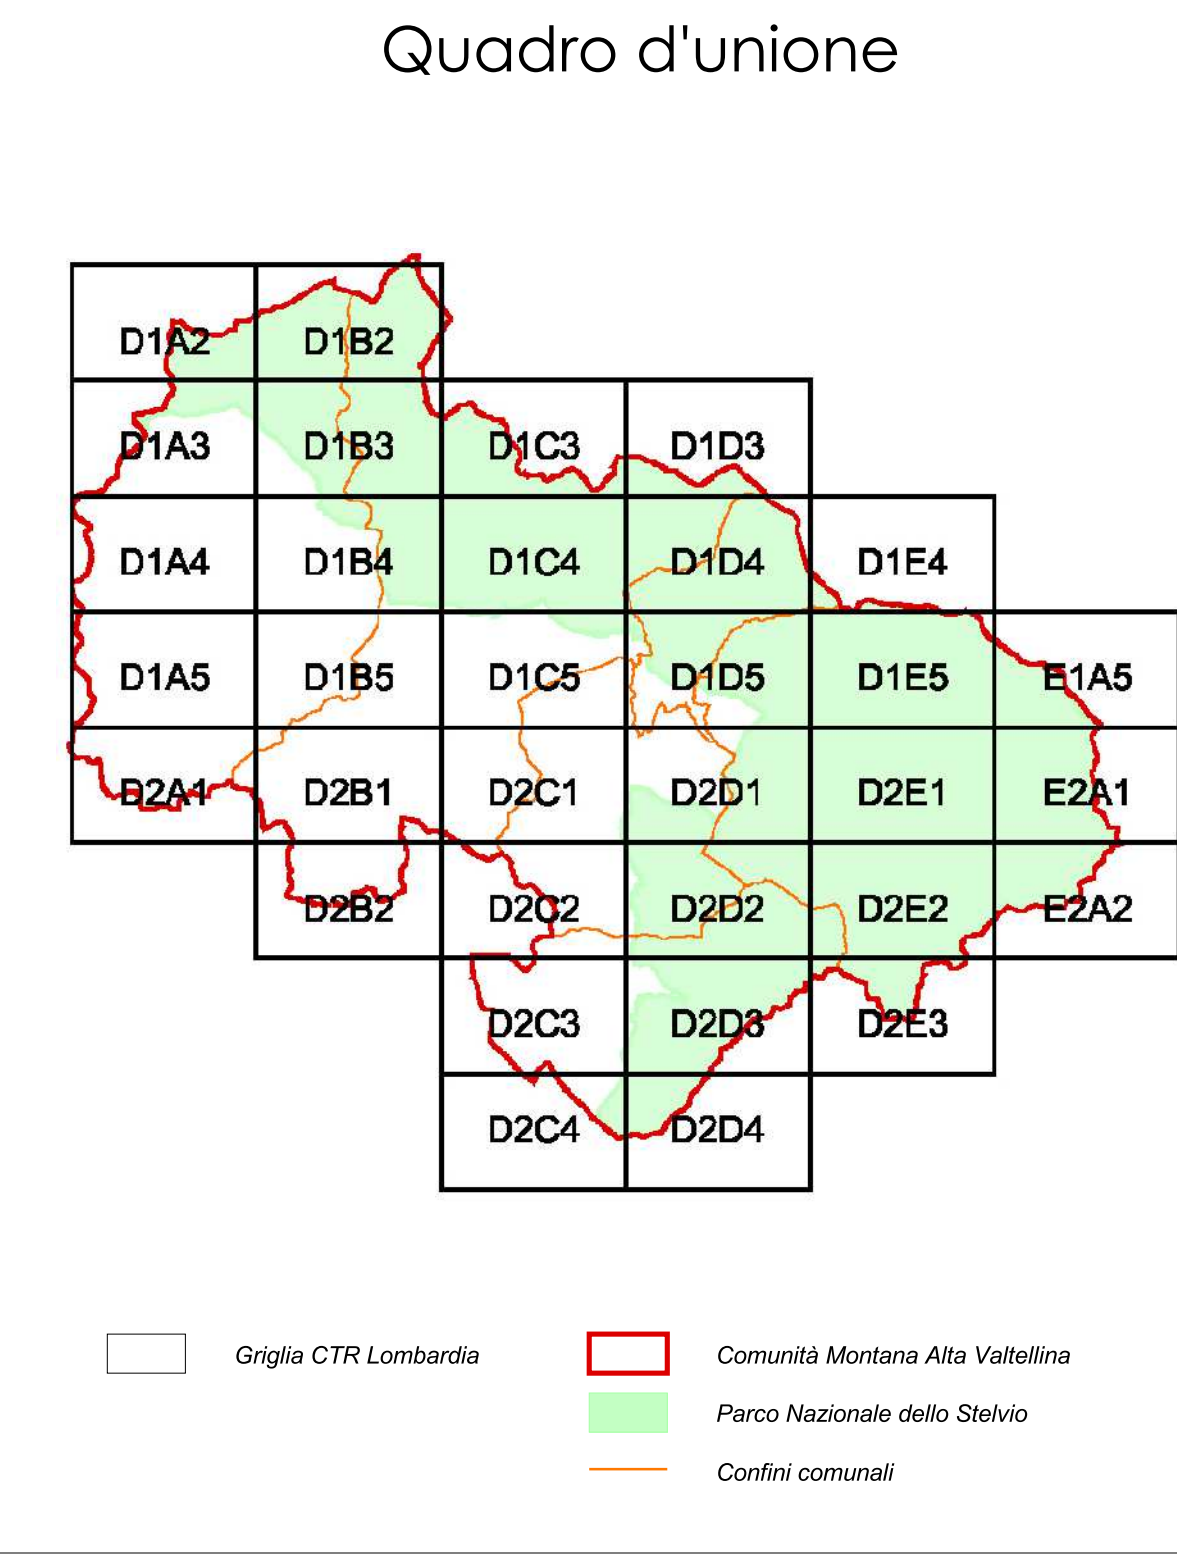 Quadro d'unione
D1A2 D1B2
D1A3 D1B3 D1C3 D1D3
D1A4 D1B4 D1C4 D1D4 D1E4
D1A5 D1B5 D1C5 D1D5 D1E5 E1A5
D2A1 D2B1 D2C1 D2D1 D2E1 E2A1
D2B2 D2C2 D2D2 D2E2 E2A2
D2C3 D2D3 D2E3
D2C4 D2D4
Griglia CTR Lombardia
Comunità Montana Alta Valtellina
Parco Nazionale dello Stelvio
Confini comunali